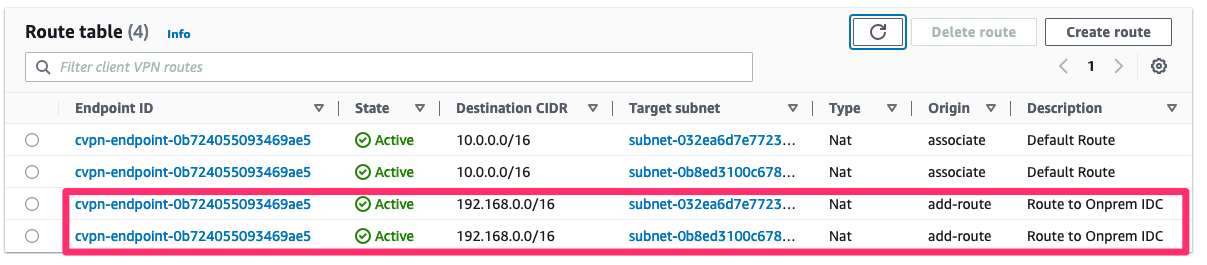 Route table (4) Info Delete route Create route
Filter client VPN routes 1
Endpoint ID State Destination CIDR Target subnet Type Origin Description
cvpn-endpoint-0b724055093469ae5 Active 10.0.0.0/16 subnet-032ea6d7e7723... Nat associate Default Route
cvpn-endpoint-0b724055093469ae5 Active 10.0.0.0/16 subnet-0b8ed3100c678... Nat associate Default Route
cvpn-endpoint-0b724055093469ae5 Active 192.168.0.0/16 subnet-032ea6d7e7723... Nat add-route Route to Onprem IDC
cvpn-endpoint-0b724055093469ae5 Active 192.168.0.0/16 subnet-0b8ed3100c678... Nat add-route Route to Onprem IDC